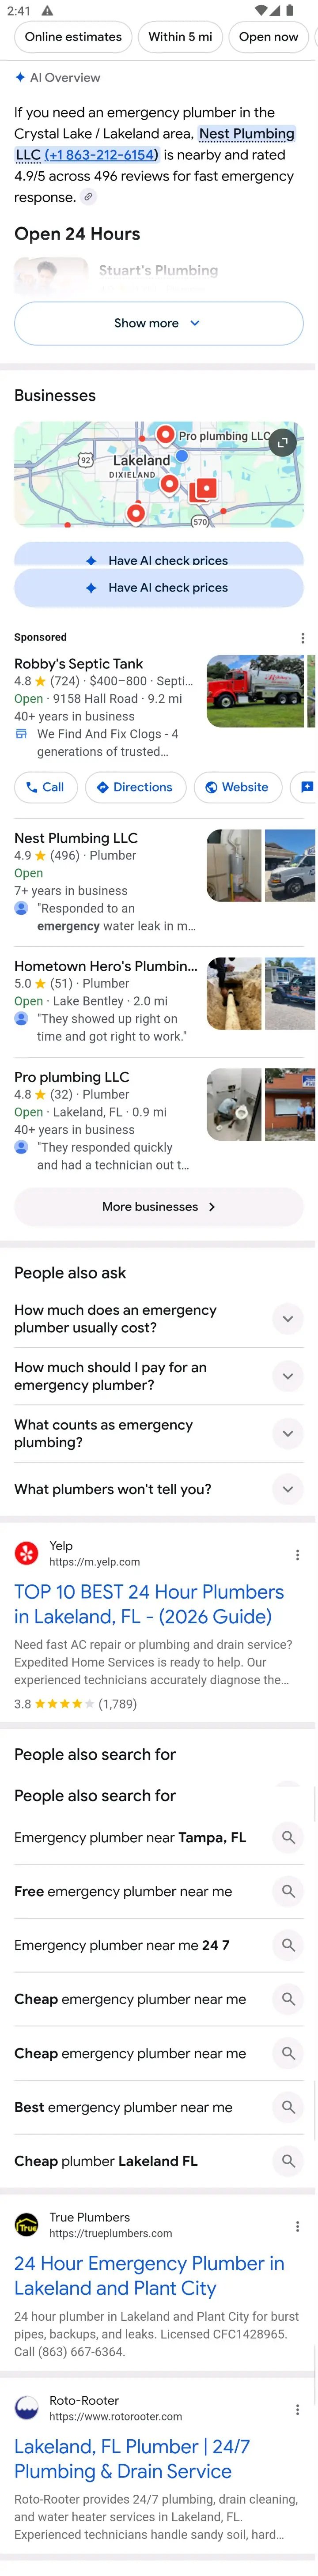 2:41
Online estimates
Within 5 mi
Open now
AI Overview
If you need an emergency plumber in the
Crystal Lake / Lakeland area, Nest Plumbing
LLC (+1 863-212-6154) is nearby and rated
4.9/5 across 496 reviews for fast emergency
response.
Open 24 Hours
Stuart's Plumbing
Show more
Businesses
Pro plumbing LLC
92
Lakeland
DIXIELAND
570
Have AI check prices
Have AI check prices
Sponsored
Robby's Septic Tank
4.8 ★ (724) · $400–800 · Septi...
Open · 9158 Hall Road · 9.2 mi
40+ years in business
We Find And Fix Clogs - 4
generations of trusted...
Call
Directions
Website
Nest Plumbing LLC
4.9 ★ (496) · Plumber
Open
7+ years in business
"Responded to an
emergency water leak in m...
Hometown Hero's Plumbin...
5.0 ★ (51) · Plumber
Open · Lake Bentley · 2.0 mi
"They showed up right on
time and got right to work."
Pro plumbing LLC
4.8 ★ (32) · Plumber
Open · Lakeland, FL · 0.9 mi
40+ years in business
"They responded quickly
and had a technician out t...
More businesses
People also ask
How much does an emergency
plumber usually cost?
How much should I pay for an
emergency plumber?
What counts as emergency
plumbing?
What plumbers won't tell you?
Yelp
https://m.yelp.com
TOP 10 BEST 24 Hour Plumbers
in Lakeland, FL - (2026 Guide)
Need fast AC repair or plumbing and drain service?
Expedited Home Services is ready to help. Our
experienced technicians accurately diagnose the...
3.8 ★★★★★ (1,789)
People also search for
People also search for
Emergency plumber near Tampa, FL
Free emergency plumber near me
Emergency plumber near me 24 7
Cheap emergency plumber near me
Cheap emergency plumber near me
Best emergency plumber near me
Cheap plumber Lakeland FL
True
True Plumbers
https://trueplumbers.com
24 Hour Emergency Plumber in
Lakeland and Plant City
24 hour plumber in Lakeland and Plant City for burst
pipes, backups, and leaks. Licensed CFC1428965.
Call (863) 667-6364.
Roto-Rooter
https://www.rotorooter.com
Lakeland, FL Plumber | 24/7
Plumbing & Drain Service
Roto-Rooter provides 24/7 plumbing, drain cleaning,
and water heater services in Lakeland, FL.
Experienced technicians handle sandy soil, hard...